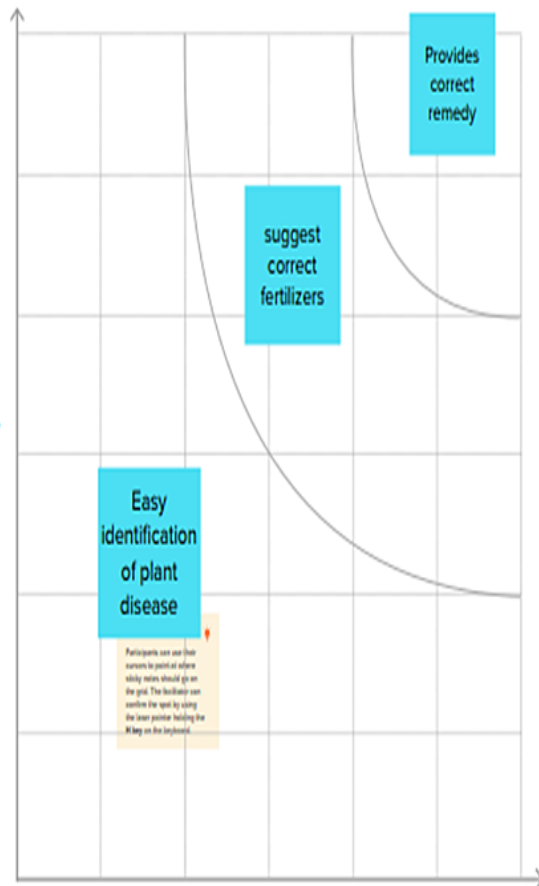 Provides
correct
remedy
suggest
correct
fertilizers
Easy
identification
of plant
disease
Participants can use their
cursors to point at where
sticky notes should go on
the grid. The facilitator can
confirm the spot by using
the laser pointer holding the
H key on the keyboard.